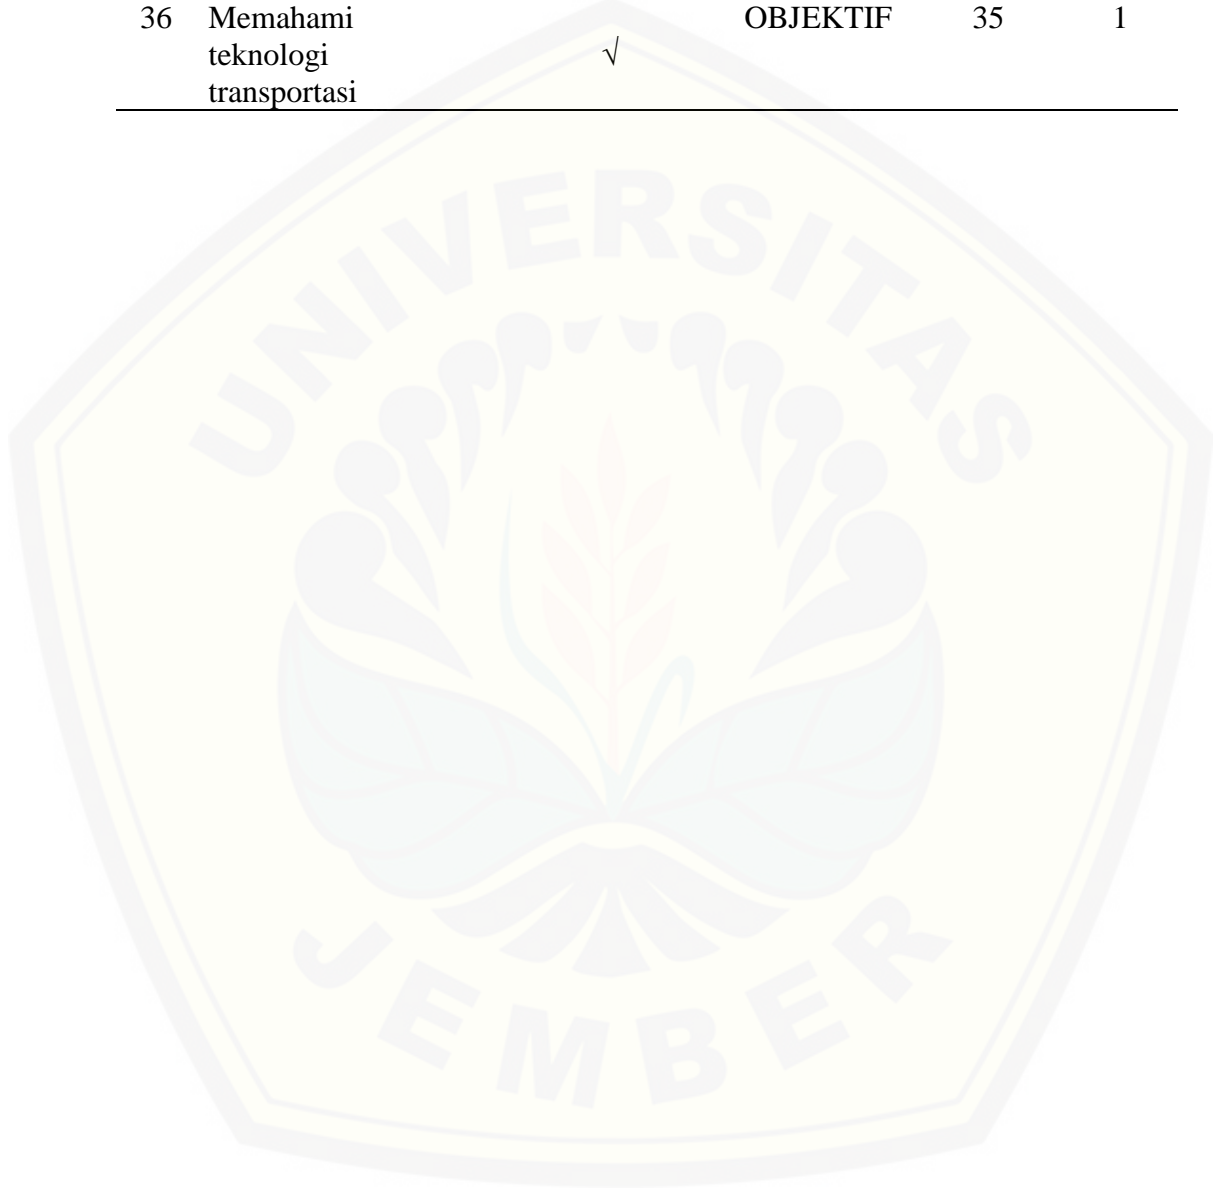 36 Memahami OBJEKTIF 35 1
teknologi √
transportasi
UNIVERSITAS
JEMBER